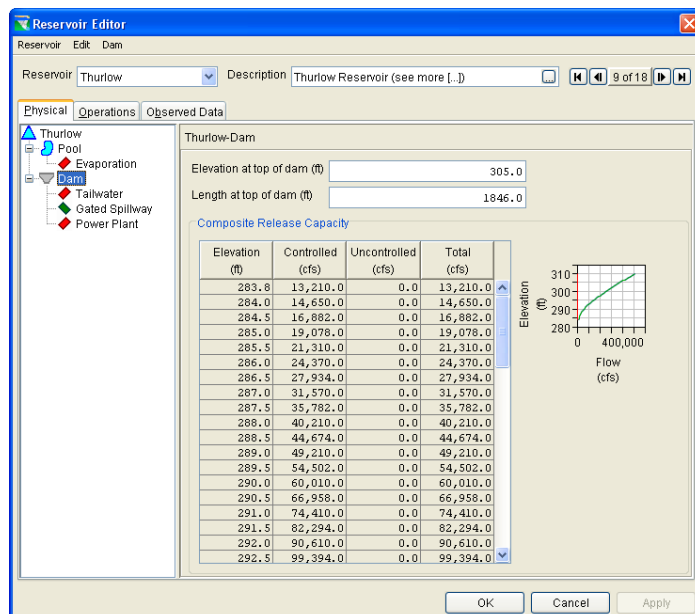 Reservoir Editor
Reservoir Edit Dam
Reservoir Thurlow Description Thurlow Reservoir (see more [...]) ... 9 of 18
Physical Operations Observed Data
Thurlow
Pool
Evaporation
Dam
Tailwater
Gated Spillway
Power Plant
Thurlow-Dam
Elevation at top of dam (ft) 305.0
Length at top of dam (ft) 1846.0
Composite Release Capacity
Elevation Controlled Uncontrolled Total
(ft) (cfs) (cfs) (cfs)
283.8 13,210.0 0.0 13,210.0
284.0 14,650.0 0.0 14,650.0
284.5 16,882.0 0.0 16,882.0
285.0 19,078.0 0.0 19,078.0
285.5 21,310.0 0.0 21,310.0
286.0 24,370.0 0.0 24,370.0
286.5 27,934.0 0.0 27,934.0
287.0 31,570.0 0.0 31,570.0
287.5 35,782.0 0.0 35,782.0
288.0 40,210.0 0.0 40,210.0
288.5 44,674.0 0.0 44,674.0
289.0 49,210.0 0.0 49,210.0
289.5 54,502.0 0.0 54,502.0
290.0 60,010.0 0.0 60,010.0
290.5 66,958.0 0.0 66,958.0
291.0 74,410.0 0.0 74,410.0
291.5 82,294.0 0.0 82,294.0
292.0 90,610.0 0.0 90,610.0
292.5 99,394.0 0.0 99,394.0
Elevation
(ft)
310
300
290
280
0 400,000
Flow
(cfs)
OK Cancel Apply